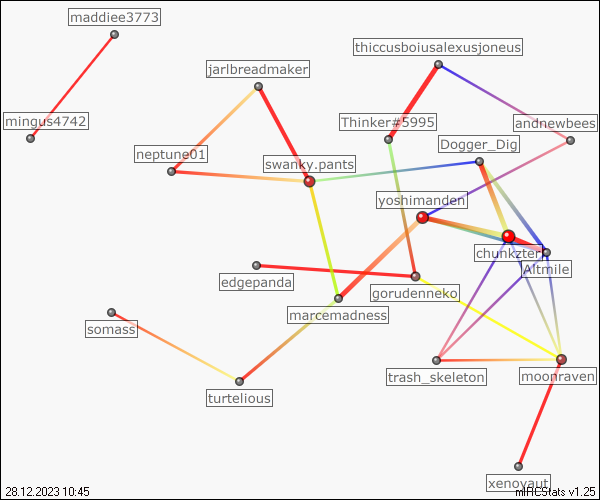 maddiee3773
thiccusboiusalexusjoneus
jarlbreadmaker
mingus4742
Thinker#5995
andnewbees
Dogger_Dig
neptune01
swanky.pants
yoshimanden
chunkzter
Altmile
edgepanda
gorudenneko
marcemadness
somass
trash_skeleton
moonraven
turtelious
xenovaut
28.12.2023 10:45
mIRCStats v1.25